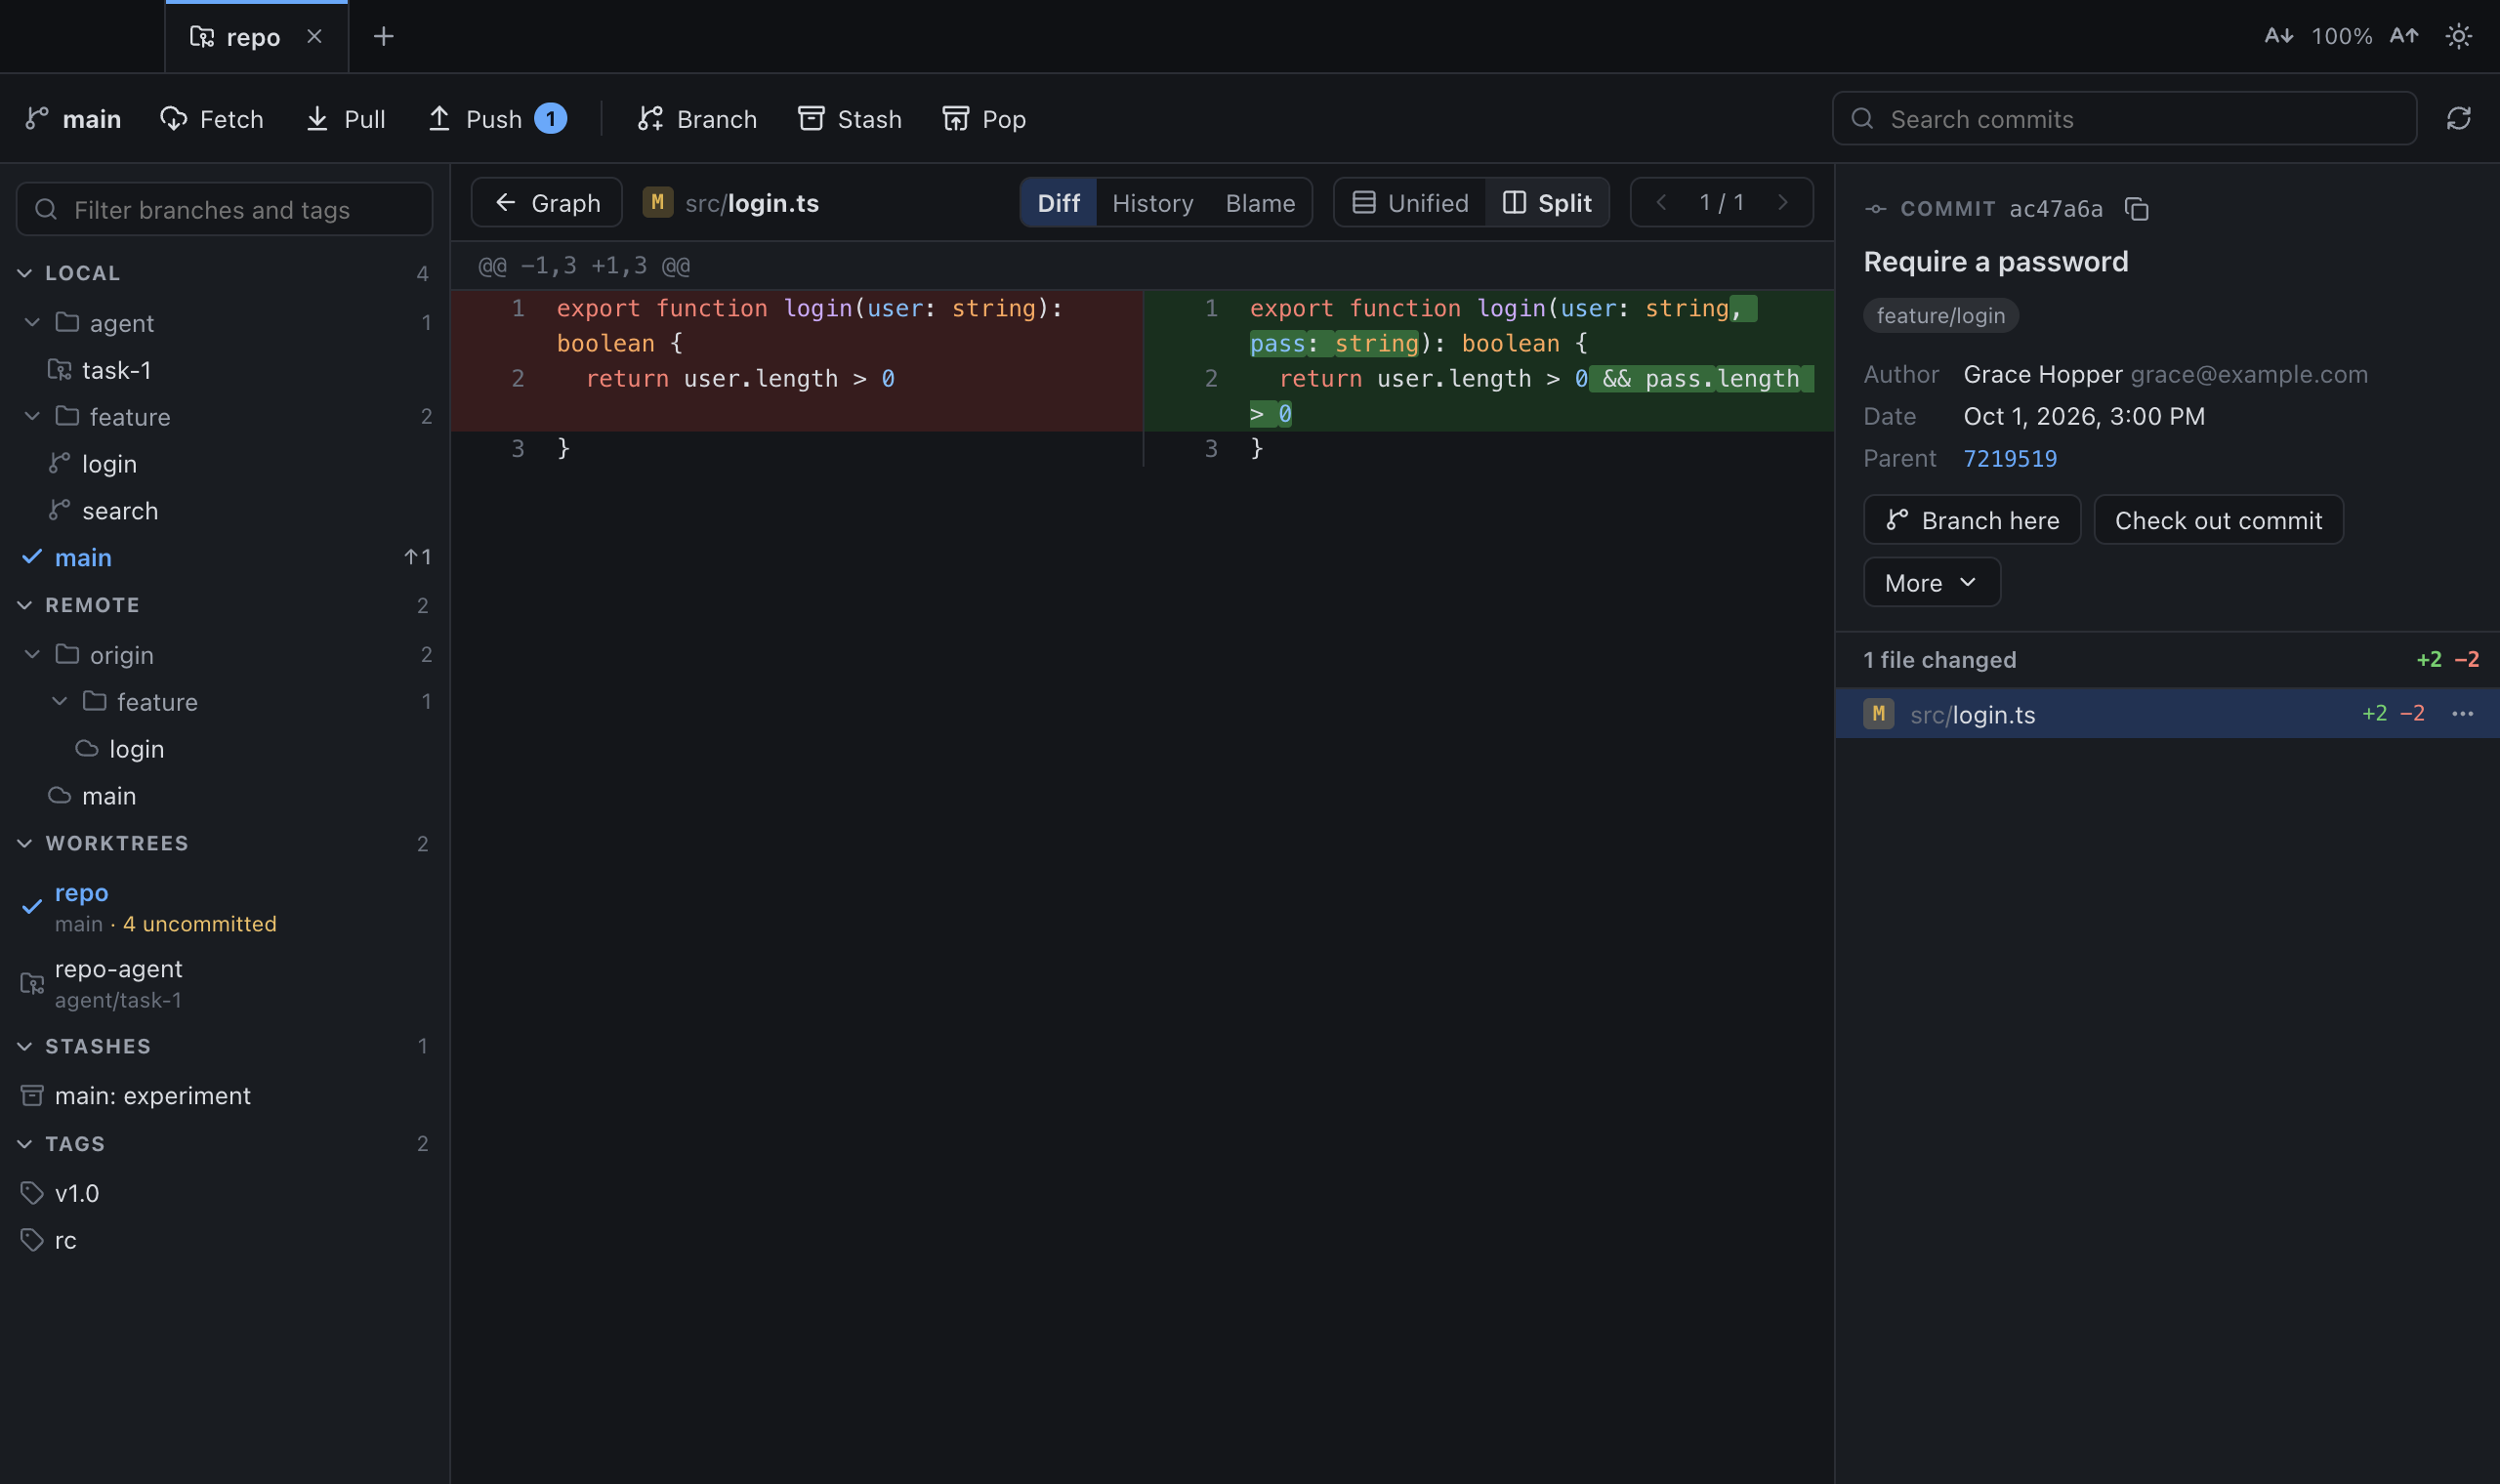 repo
100%
main Fetch Pull Push 1 Branch Stash Pop Search commits
Filter branches and tags
LOCAL 4
agent 1
task-1
feature 2
login
search
main ↑1
REMOTE 2
origin 2
feature 1
login
main
WORKTREES 2
repo
main · 4 uncommitted
repo-agent
agent/task-1
STASHES 1
main: experiment
TAGS 2
v1.0
rc
Graph M src/login.ts Diff History Blame Unified Split 1 / 1
@@ −1,3 +1,3 @@
1 export function login(user: string):
boolean {
2 return user.length > 0
3 }
1 export function login(user: string,
pass: string): boolean {
2 return user.length > 0 && pass.length
> 0
3 }
COMMIT ac47a6a
Require a password
feature/login
Author Grace Hopper grace@example.com
Date Oct 1, 2026, 3:00 PM
Parent 7219519
Branch here Check out commit
More
1 file changed +2 −2
M src/login.ts +2 −2